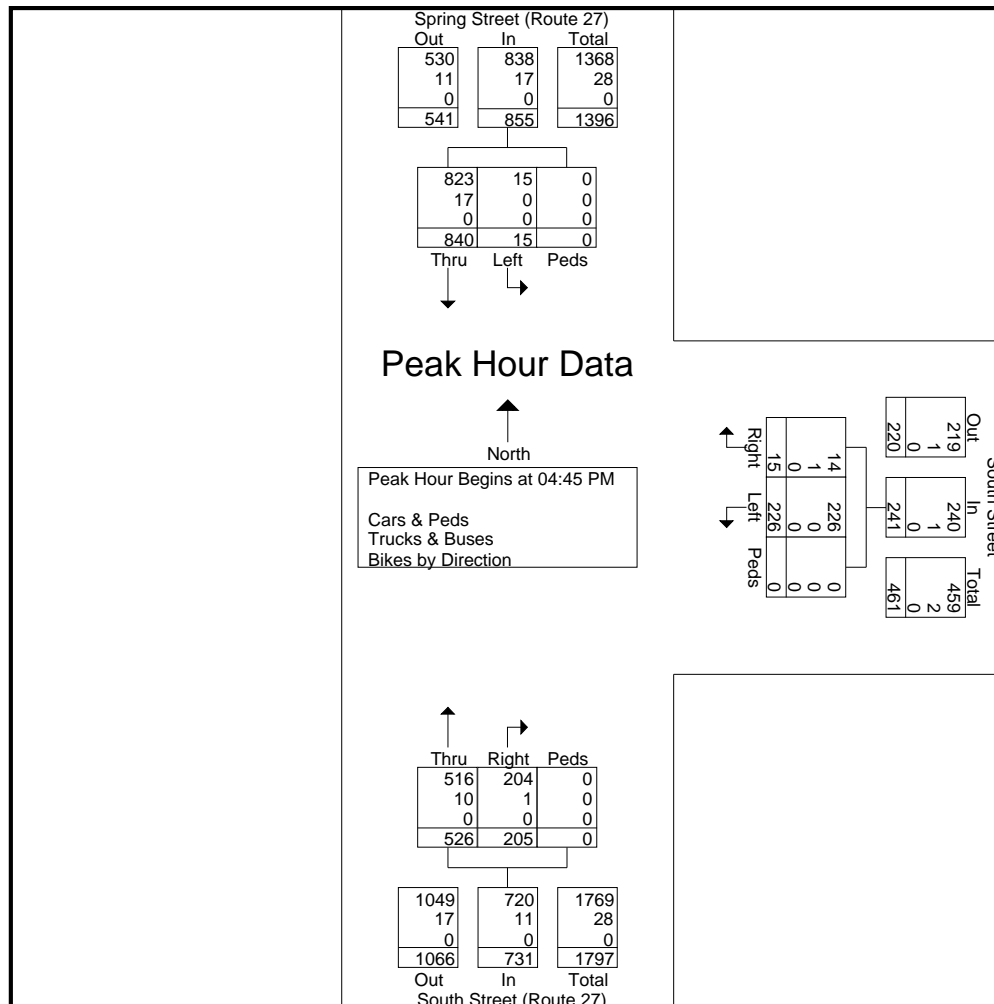 Spring Street (Route 27)
Out In Total
530 838 1368
11 17 28
0 0 0
541 855 1396
823 15 0
17 0 0
0 0 0
840 15 0
Thru Left Peds
Peak Hour Data
North
Peak Hour Begins at 04:45 PM
Cars & Peds
Trucks & Buses
Bikes by Direction
South Street
Out In Total
219 240 459
1 1 2
0 0 0
220 241 461
14 226 0
1 0 0
0 0 0
15 226 0
Right Left Peds
Thru Right Peds
516 204 0
10 1 0
0 0 0
526 205 0
1049 720 1769
17 11 28
0 0 0
1066 731 1797
Out In Total
South Street (Route 27)